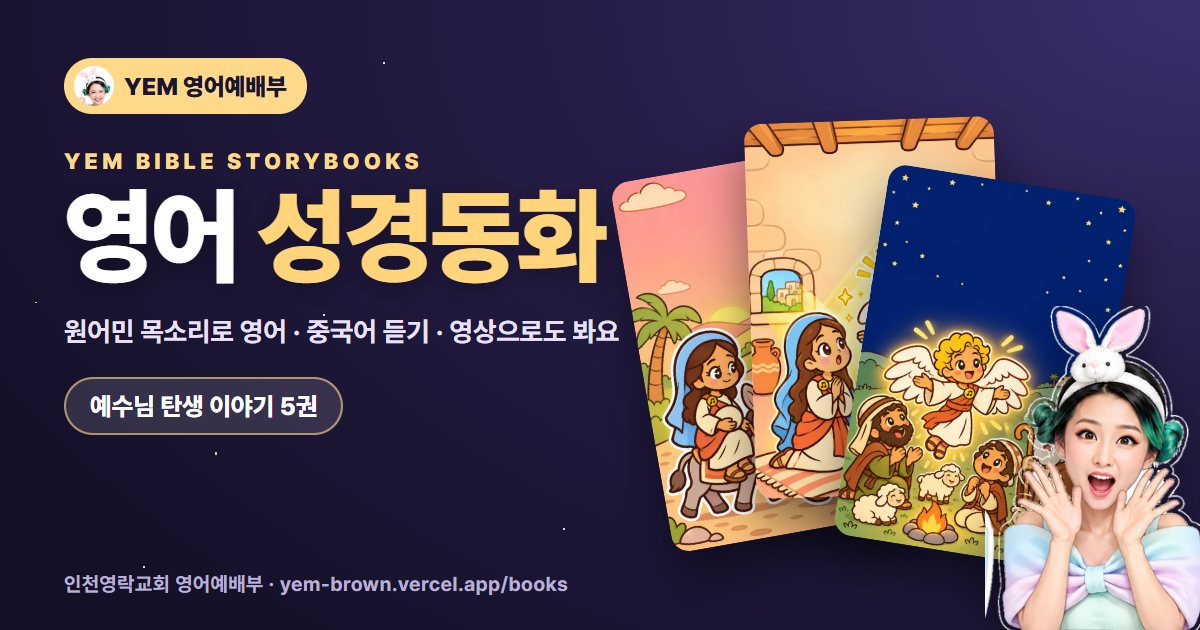 YEM 영어예배부
YEM BIBLE STORYBOOKS
영어 성경동화
원어민 목소리로 영어 · 중국어 듣기 · 영상으로도 봐요
예수님 탄생 이야기 5권
인천영락교회 영어예배부 · yem-brown.vercel.app/books